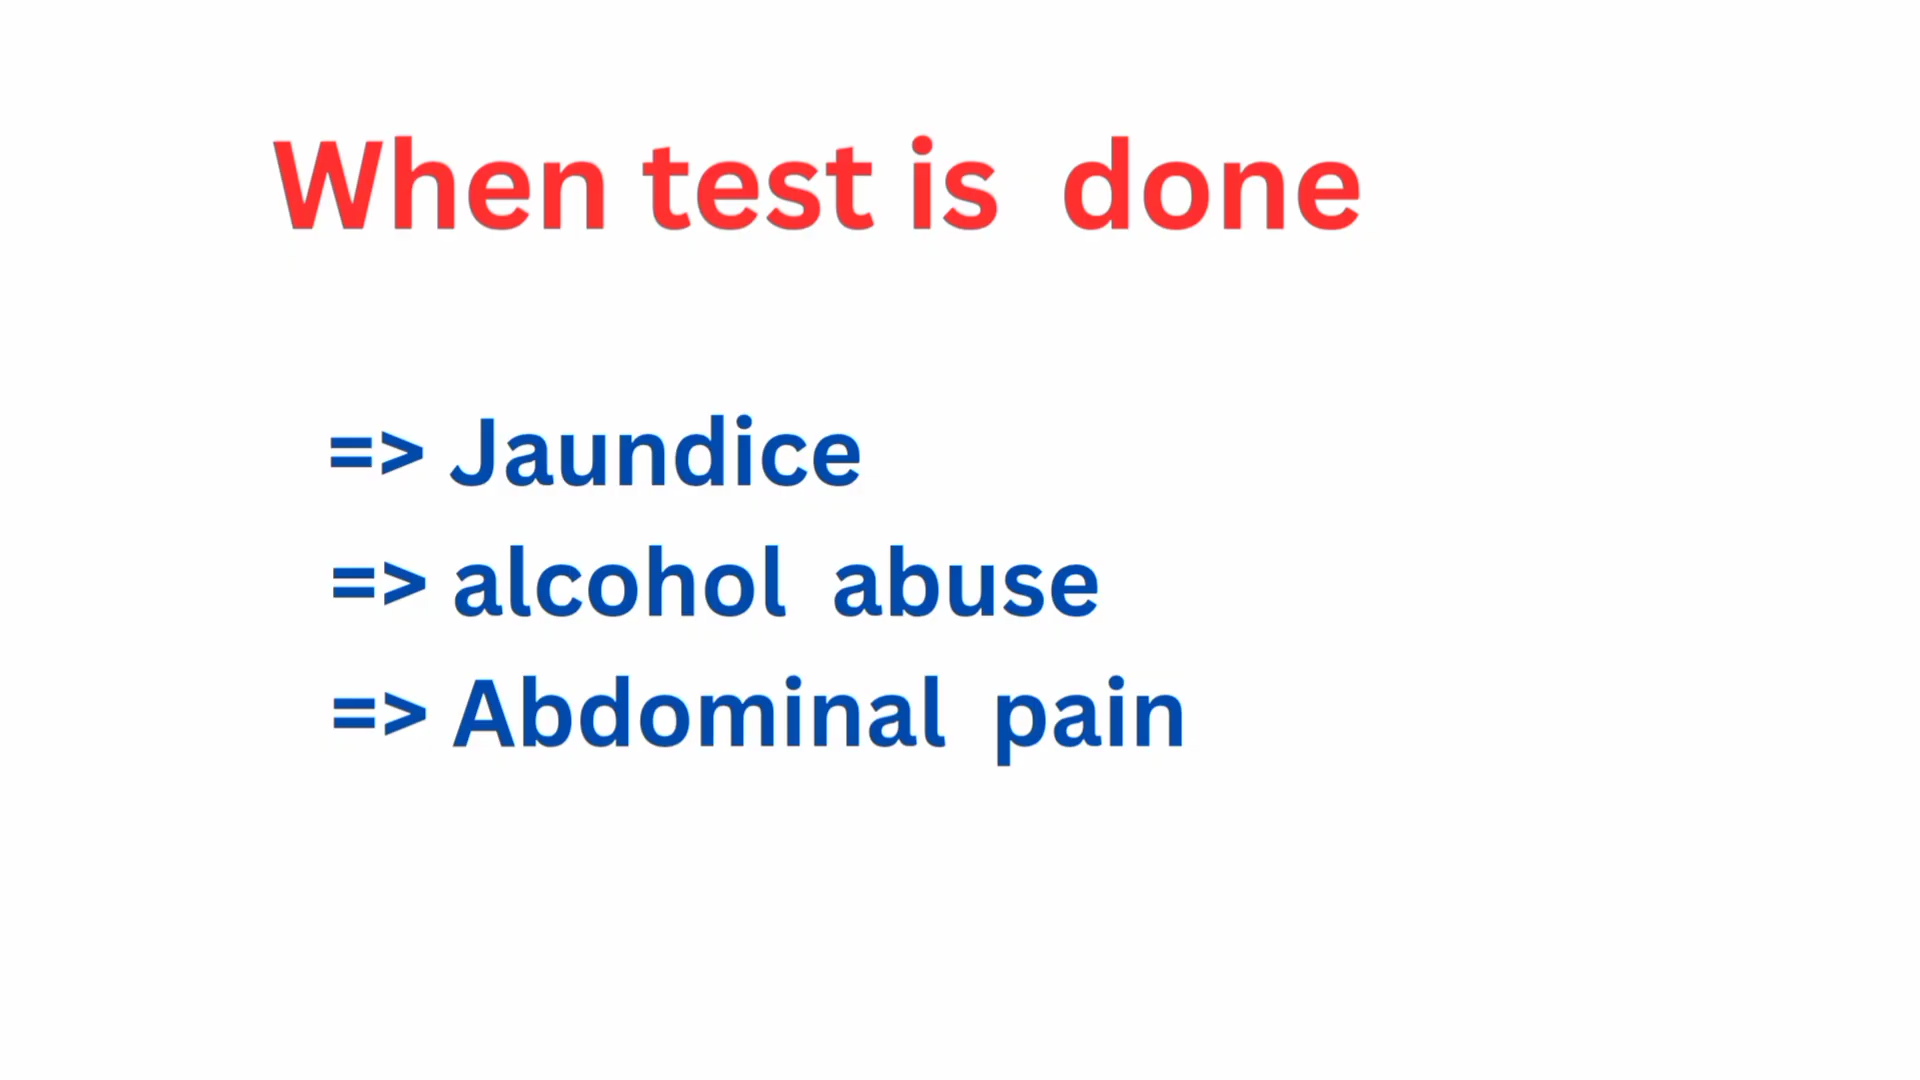 When test is done
=> Jaundice
=> alcohol abuse
=> Abdominal pain